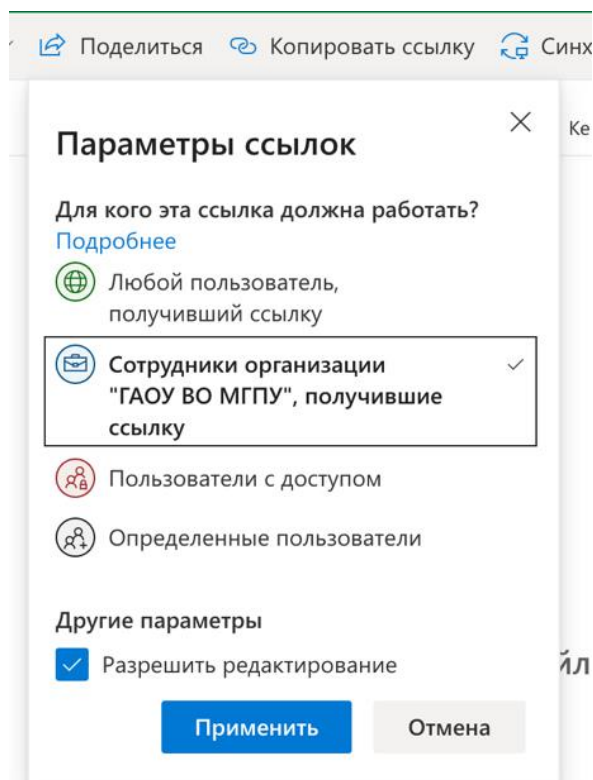 Поделиться Копировать ссылку Синх
Параметры ссылок
Ке
Для кого эта ссылка должна работать?
Подробнее
Любой пользователь,
получивший ссылку
Сотрудники организации
"ГАОУ ВО МГПУ", получившие
ссылку
Пользователи с доступом
Определенные пользователи
Другие параметры
Разрешить редактирование
йл
Применить Отмена